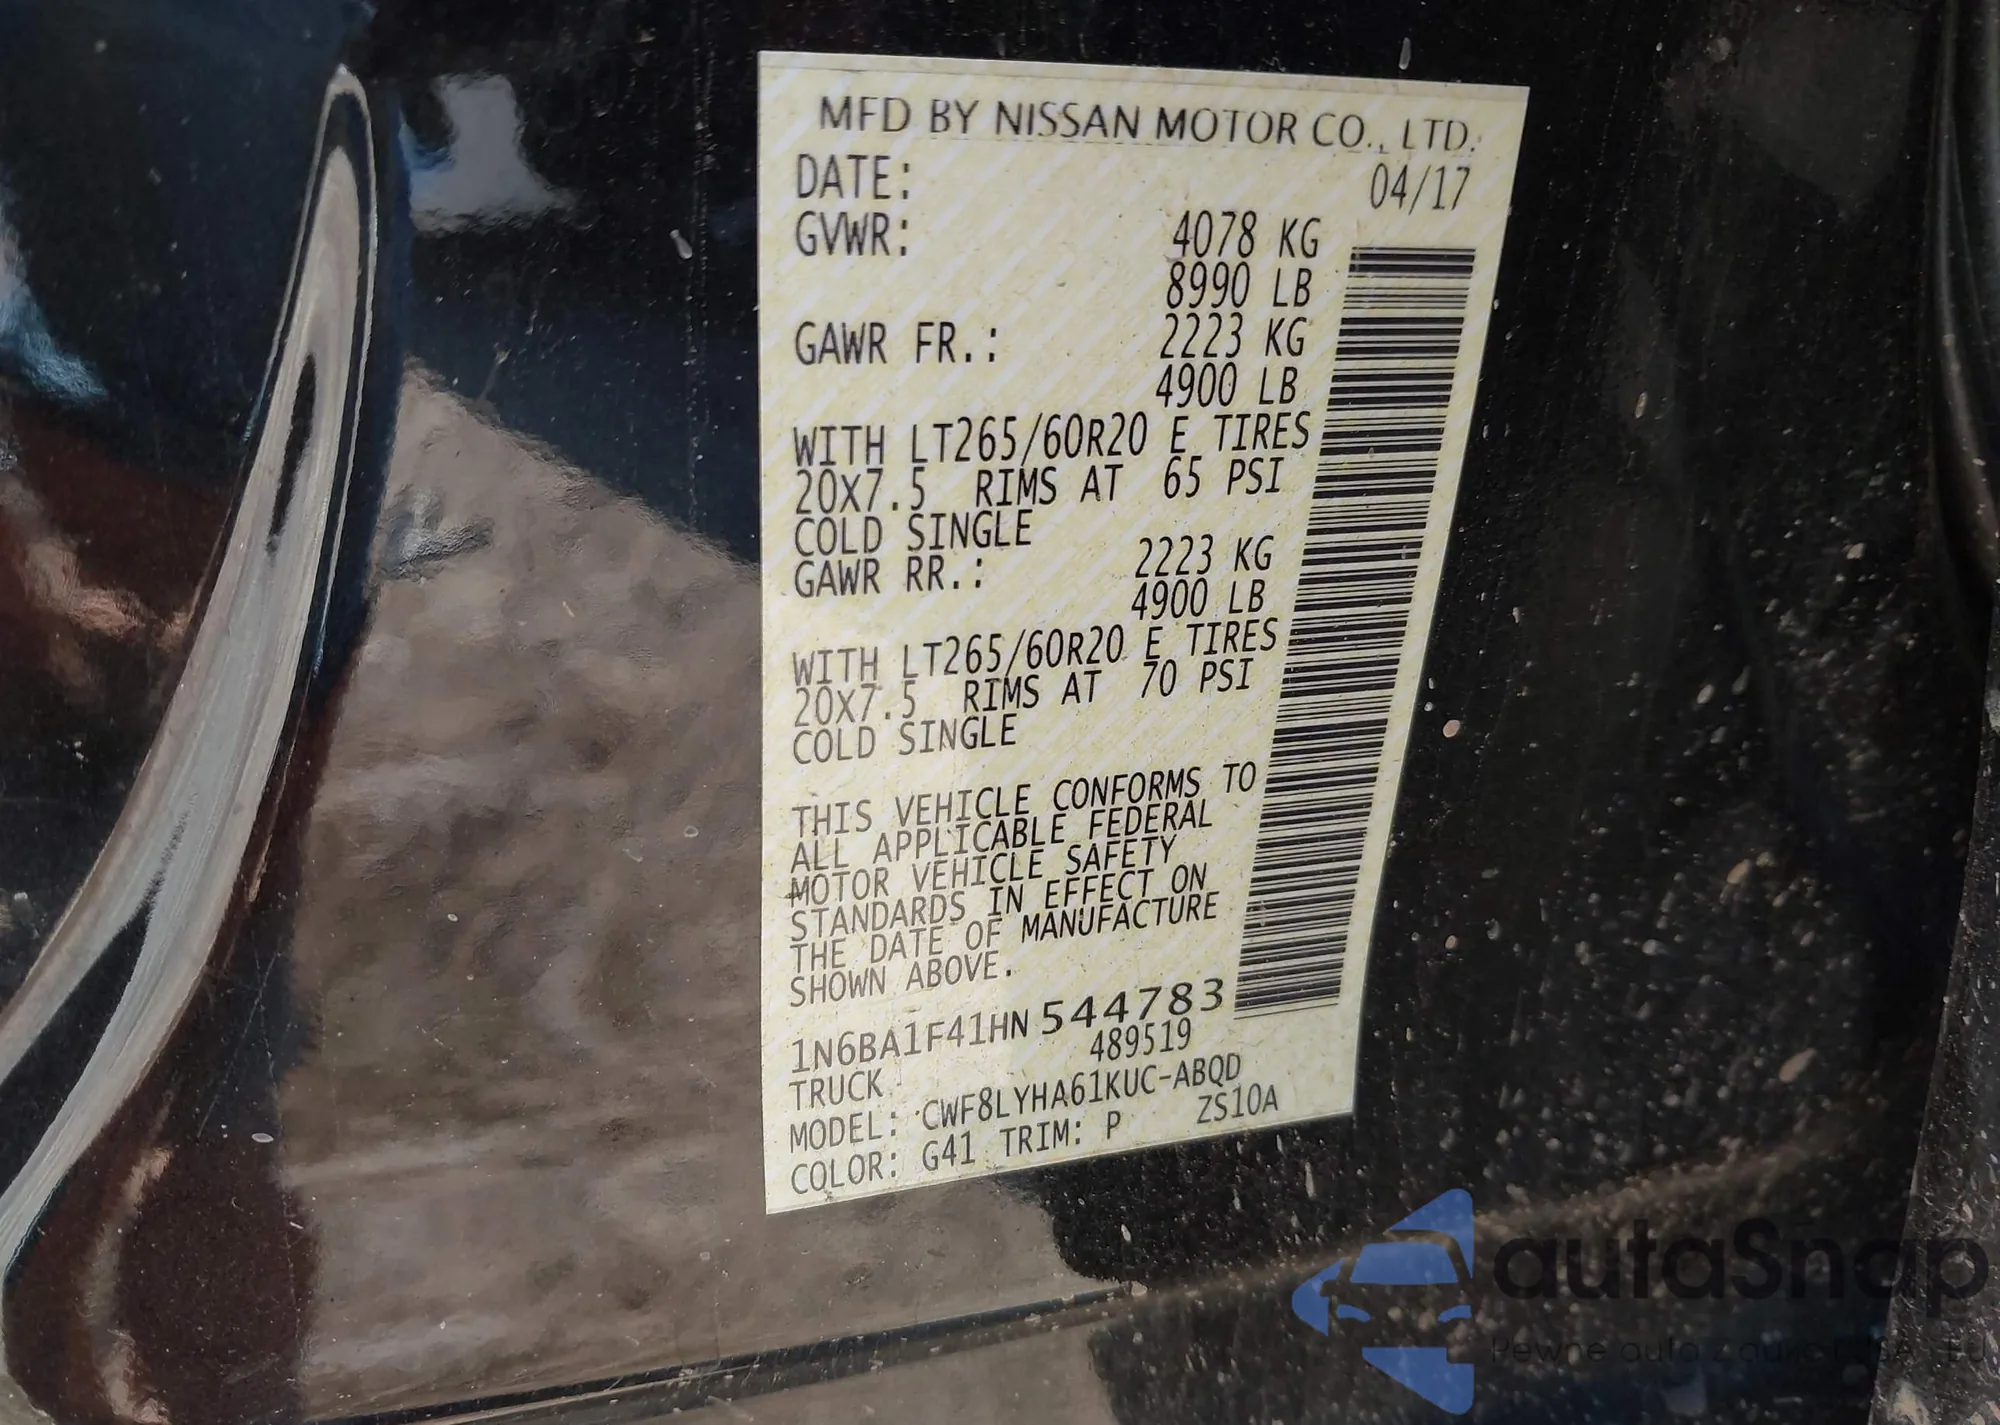 MFD BY NISSAN MOTOR CO., LTD.
DATE: 04/17
GVWR: 4078 KG
8990 LB
GAWR FR.: 2223 KG
4900 LB
WITH LT265/60R20 E TIRES
20X7.5 RIMS AT 65 PSI
COLD SINGLE
GAWR RR.: 2223 KG
4900 LB
WITH LT265/60R20 E TIRES
20X7.5 RIMS AT 70 PSI
COLD SINGLE
THIS VEHICLE CONFORMS TO
ALL APPLICABLE FEDERAL
MOTOR VEHICLE SAFETY
STANDARDS IN EFFECT ON
THE DATE OF MANUFACTURE
SHOWN ABOVE.
1N6BA1F41HN544783
489519
TRUCK
MODEL: CWF8LYHA61KUC-ABQD
COLOR: G41 TRIM: P ZS10A
autaSnap
Pewne auta z aukcji USA